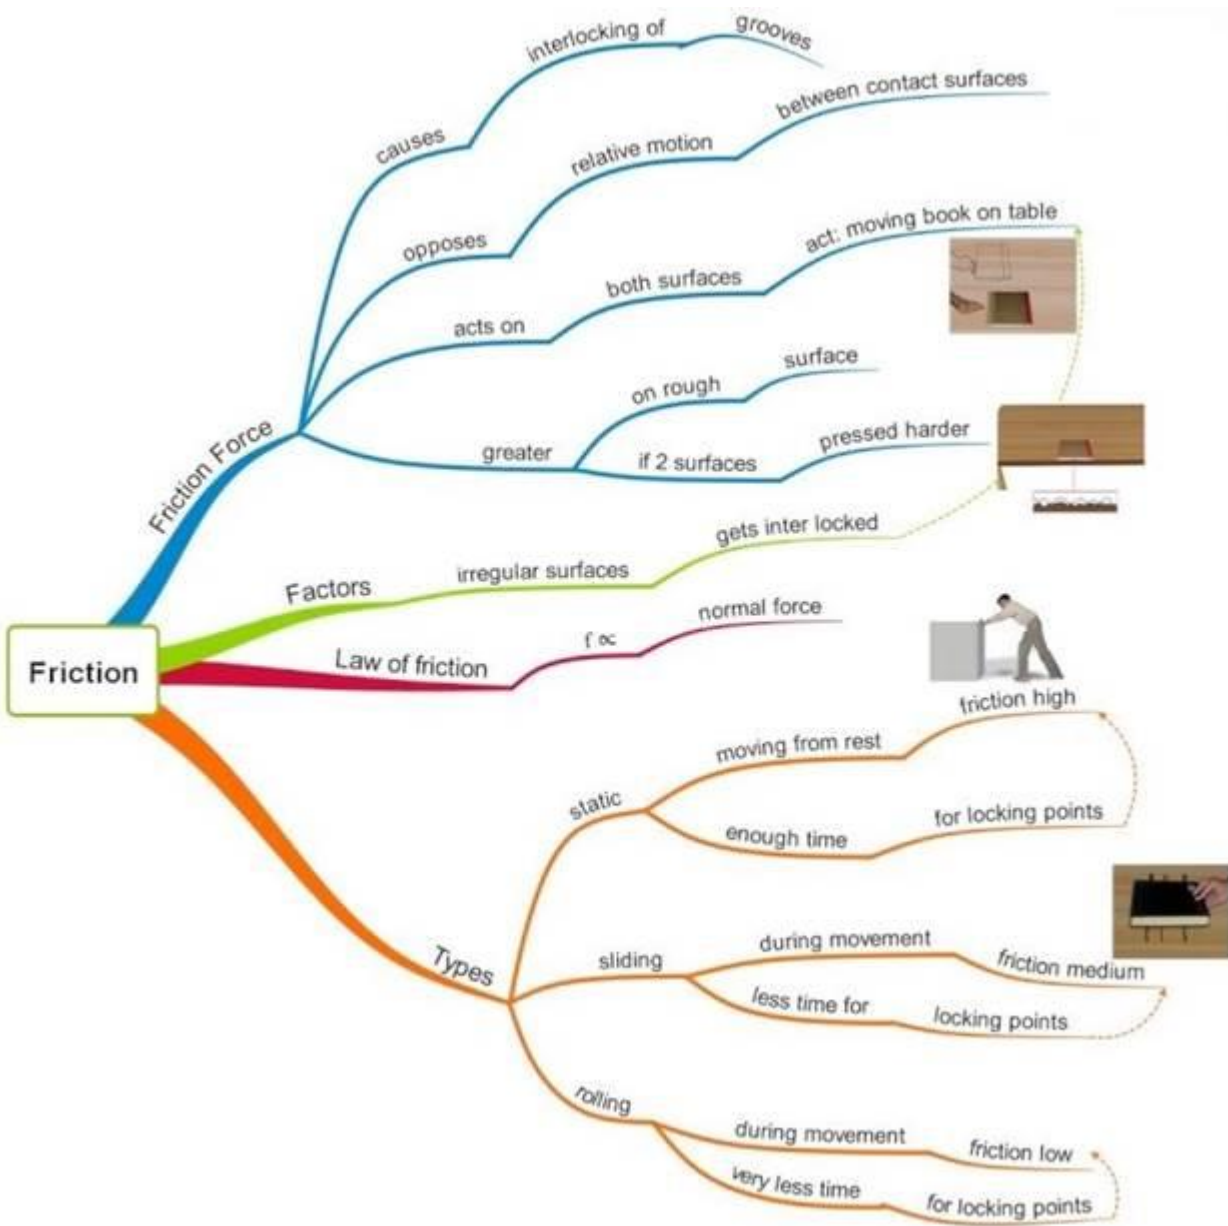 Friction
Friction Force
causes
interlocking of
grooves
opposes
relative motion
between contact surfaces
acts on
both surfaces
act: moving book on table
greater
on rough
surface
if 2 surfaces
pressed harder
Factors
irregular surfaces
gets inter locked
Law of friction
f ∝
normal force
Types
static
moving from rest
friction high
enough time
for locking points
sliding
during movement
friction medium
less time for
locking points
rolling
during movement
friction low
very less time
for locking points